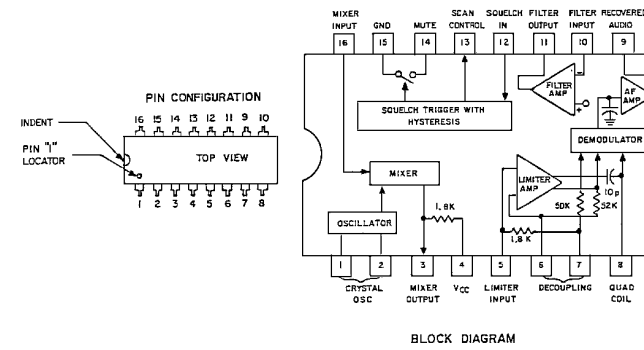 PIN CONFIGURATION
16 15 14 13 12 11 9 10
INDENT
PIN "1"
LOCATOR
TOP VIEW
1 2 3 4 5 6 7 8
MIXER
INPUT
GND
MUTE
SCAN
CONTROL
SQUELCH
IN
FILTER
OUTPUT
FILTER
INPUT
RECOVERED
AUDIO
16 15 14 13 12 11 10 9
SQUELCH TRIGGER WITH
HYSTERESIS
FILTER
AMP
AF
AMP
DEMODULATOR
MIXER
LIMITER
AMP
10p
OSCILLATOR
1.8K
50K
52K
1.8K
1 2 3 4 5 6 7 8
CRYSTAL
OSC
MIXER
OUTPUT
VCC
LIMITER
INPUT
DECOUPLING
QUAD
COIL
BLOCK DIAGRAM